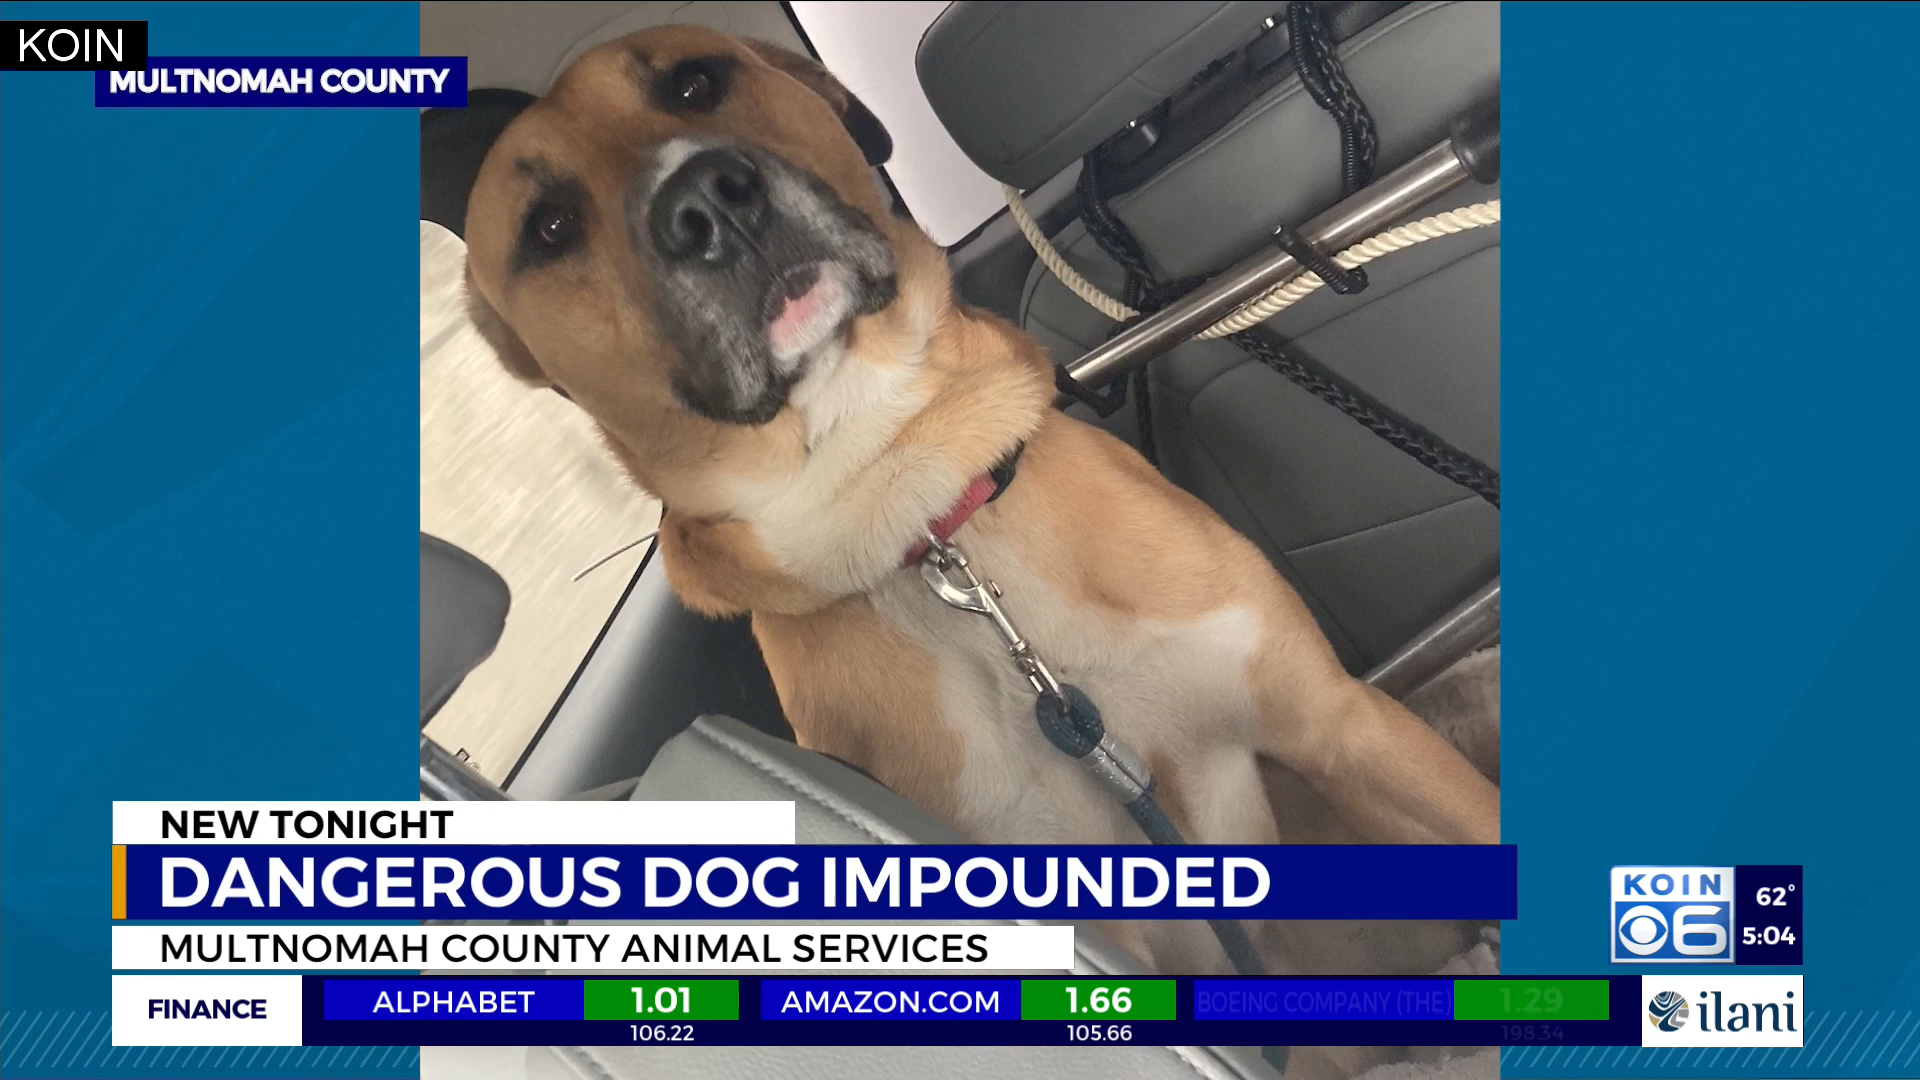 KOIN
MULTNOMAH COUNTY
NEW TONIGHT
DANGEROUS DOG IMPOUNDED
MULTNOMAH COUNTY ANIMAL SERVICES
KOIN
6
62°
5:04
FINANCE
ALPHABET 1.01
106.22
AMAZON.COM 1.66
105.66
BOEING COMPANY (THE) 1.29
198.34
ilani